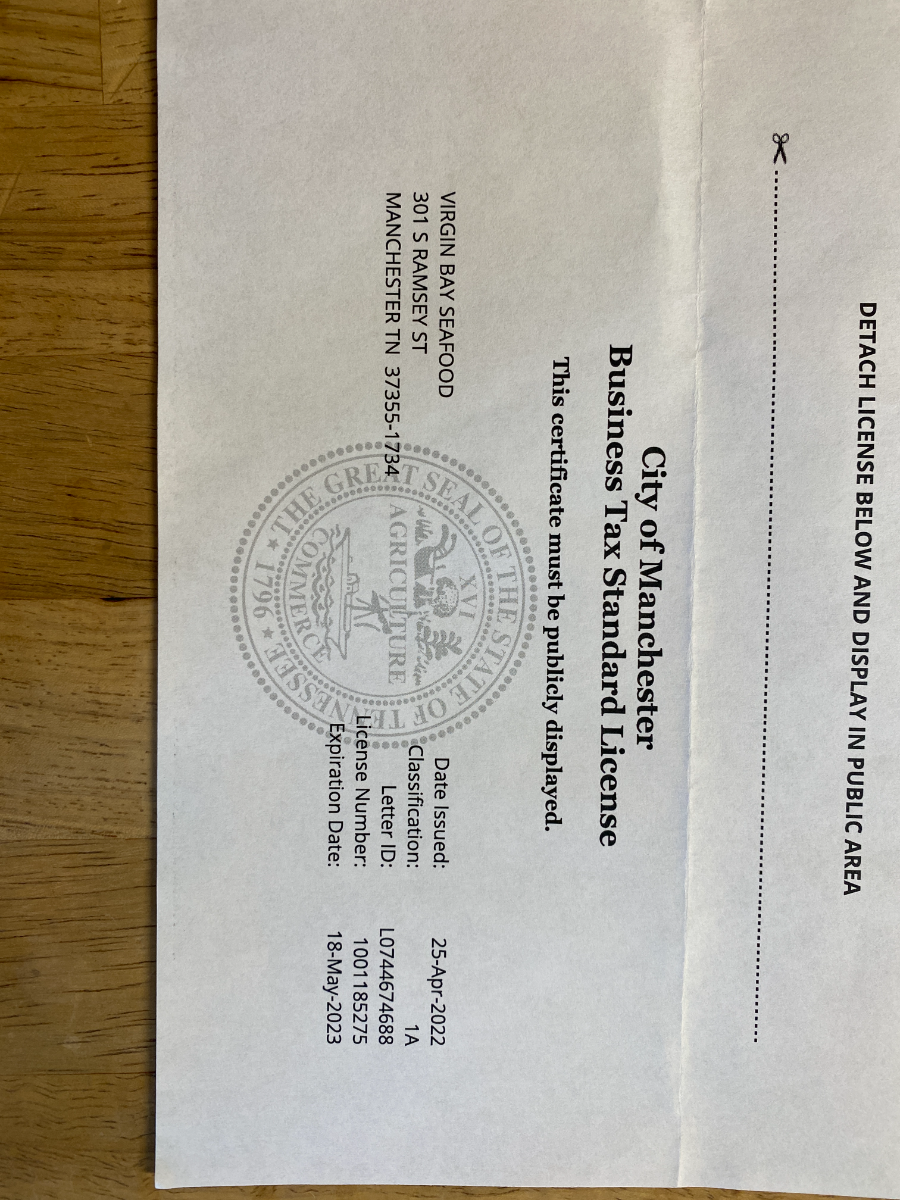 DETACH LICENSE BELOW AND DISPLAY IN PUBLIC AREA
City of Manchester
Business Tax Standard License
This certificate must be publicly displayed.
VIRGIN BAY SEAFOOD
301 S RAMSEY ST
MANCHESTER TN 37355-1734
Date Issued: 25-Apr-2022
Classification: 1A
Letter ID: L0744674688
License Number: 1001185275
Expiration Date: 18-May-2023
THE GREAT SEAL OF THE STATE OF TENNESSEE
XVI
AGRICULTURE
COMMERCE
★ 1796 ★